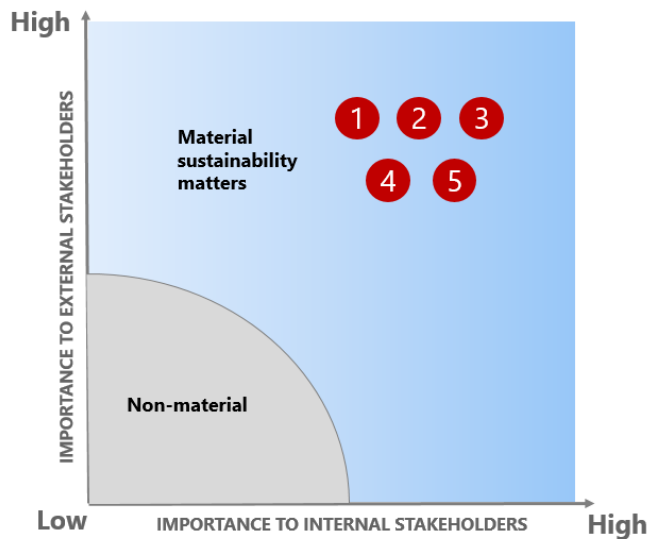 High
IMPORTANCE TO EXTERNAL STAKEHOLDERS
1 2 3
Material
sustainability
matters
4 5
Non-material
Low
IMPORTANCE TO INTERNAL STAKEHOLDERS
High